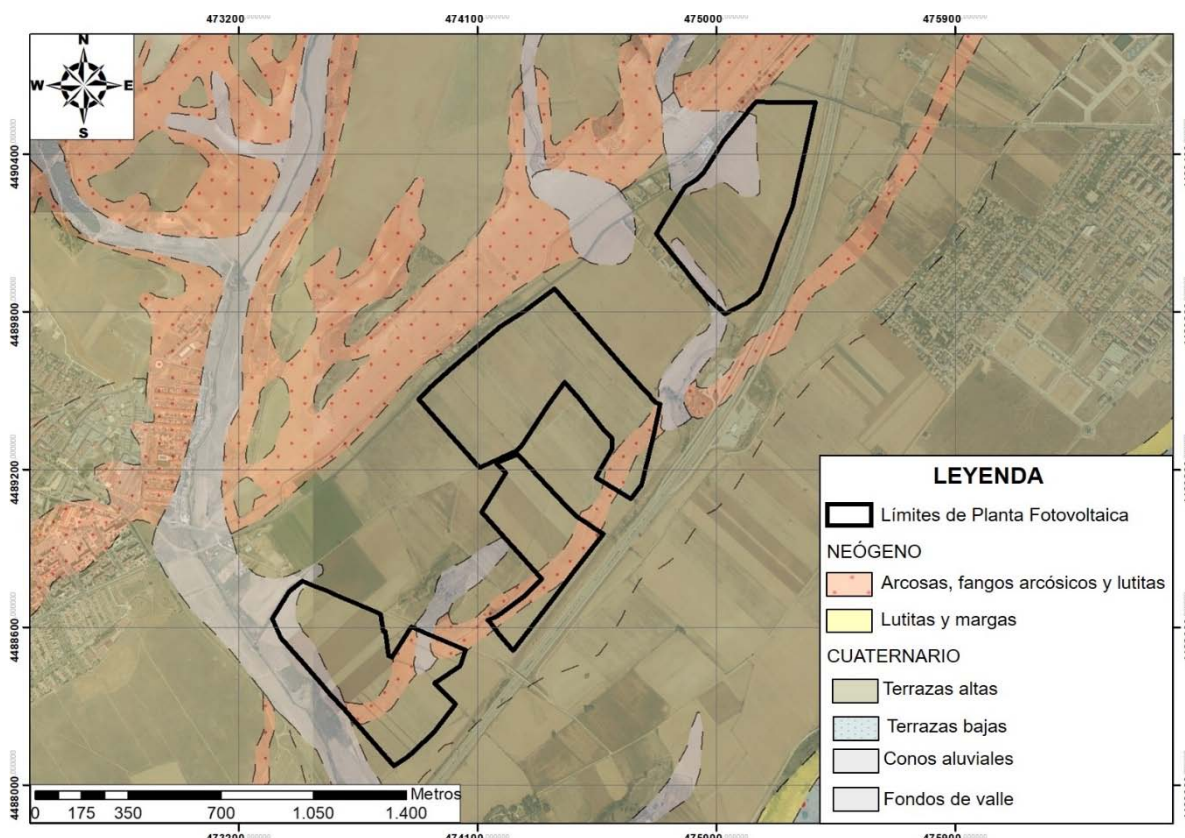 473200 474100 475000 475900
N
W E
S
4490400
4489800
4489200
4488600
4488000
LEYENDA
Límites de Planta Fotovoltaica
NEÓGENO
Arcosas, fangos arcósicos y lutitas
Lutitas y margas
CUATERNARIO
Terrazas altas
Terrazas bajas
Conos aluviales
Fondos de valle
Metros
0 175 350 700 1.050 1.400
473200 474100 475000 475900